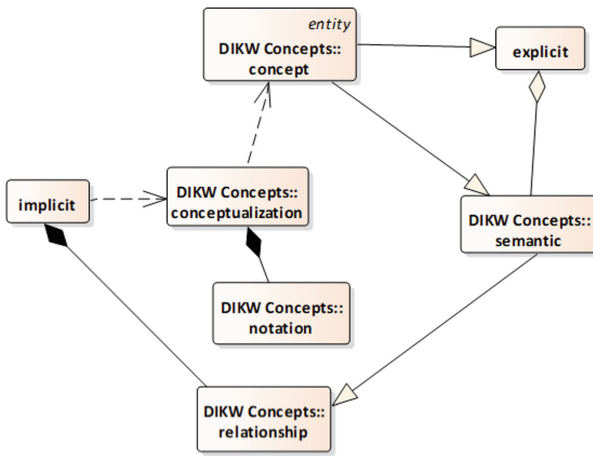 entity
DIKW Concepts::
concept
explicit
DIKW Concepts::
conceptualization
implicit
DIKW Concepts::
semantic
DIKW Concepts::
notation
DIKW Concepts::
relationship